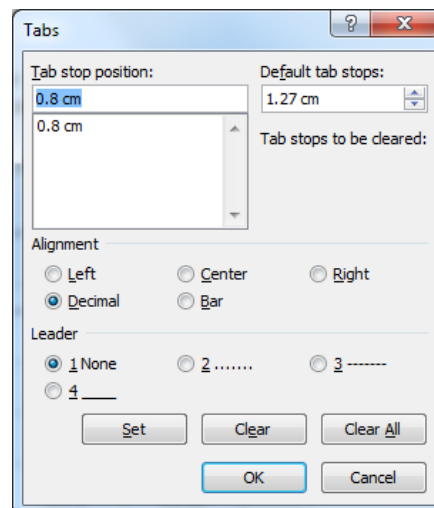 Tabs
Tab stop position:
Default tab stops:
0.8 cm
1.27 cm
0.8 cm
Tab stops to be cleared:
Alignment
Left
Center
Right
Decimal
Bar
Leader
1 None
2 .......
3 -------
4 ____
Set
Clear
Clear All
OK
Cancel